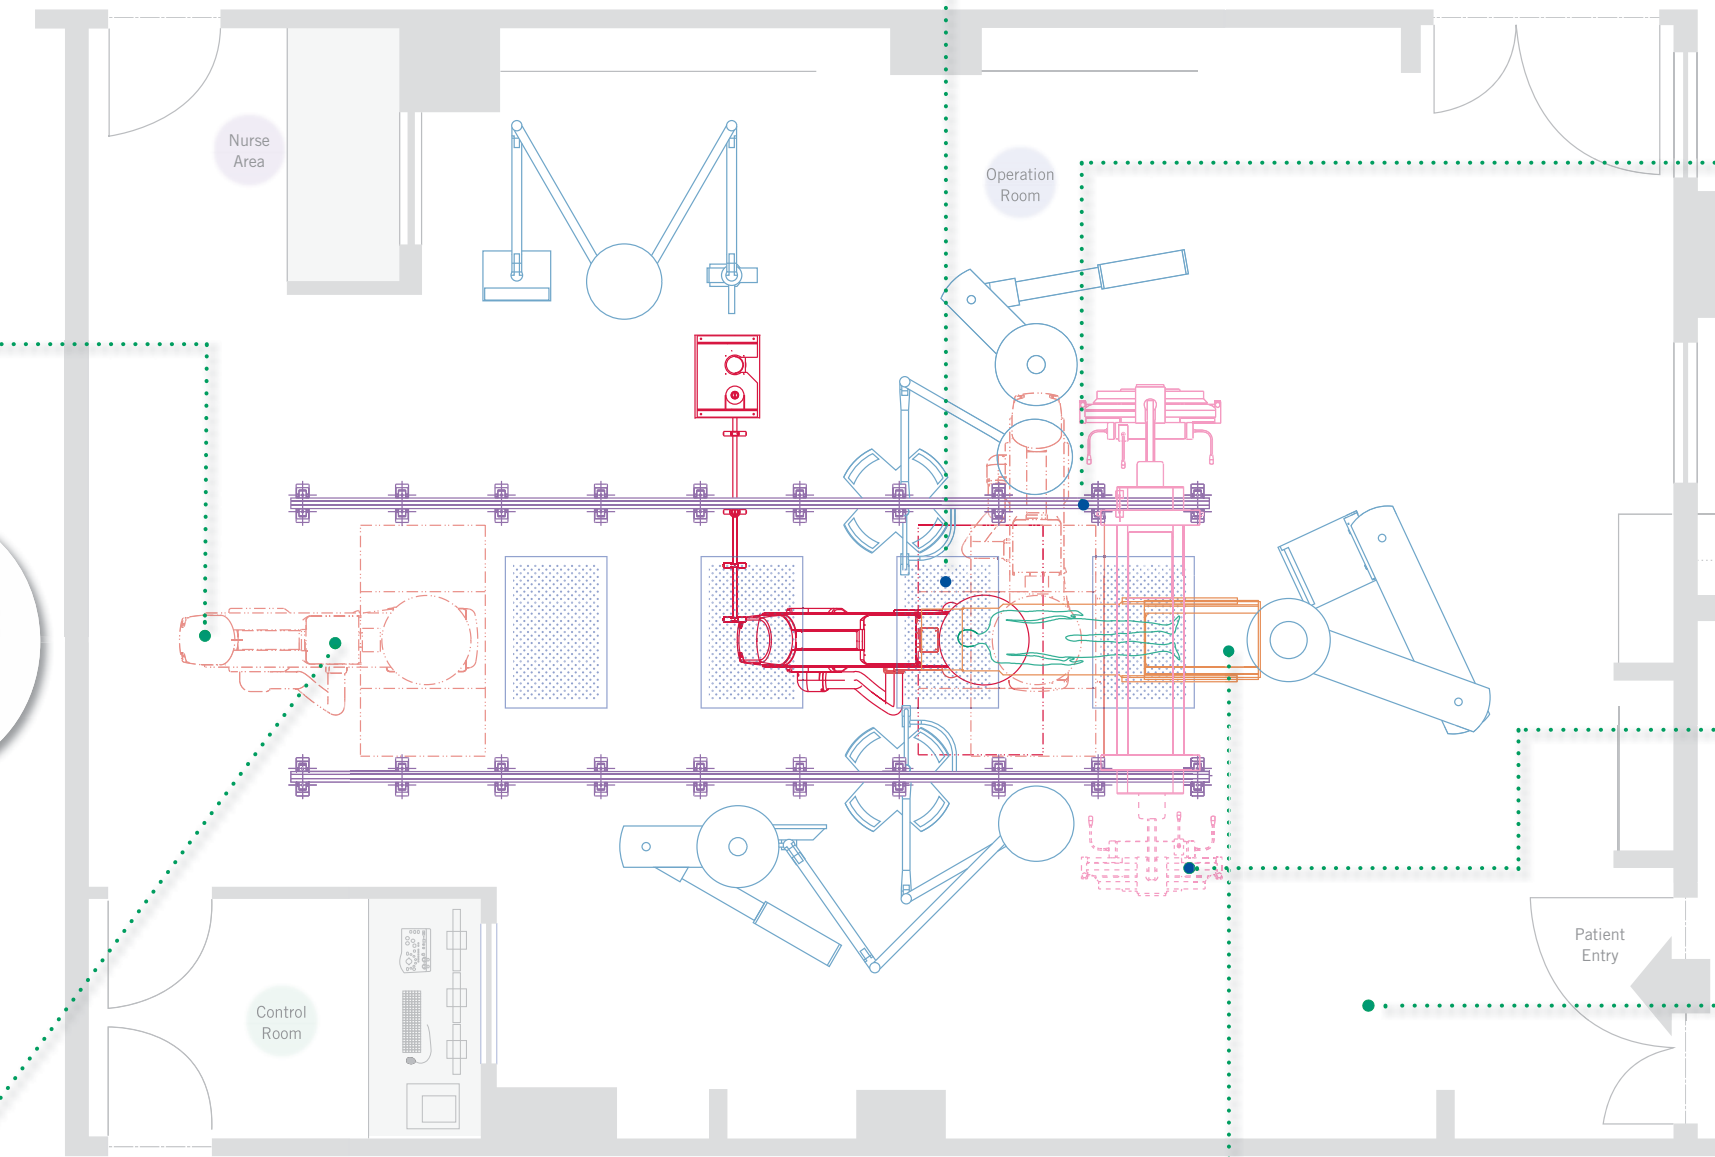 Nurse
Area
Operation
Room
Patient
Entry
Control
Room